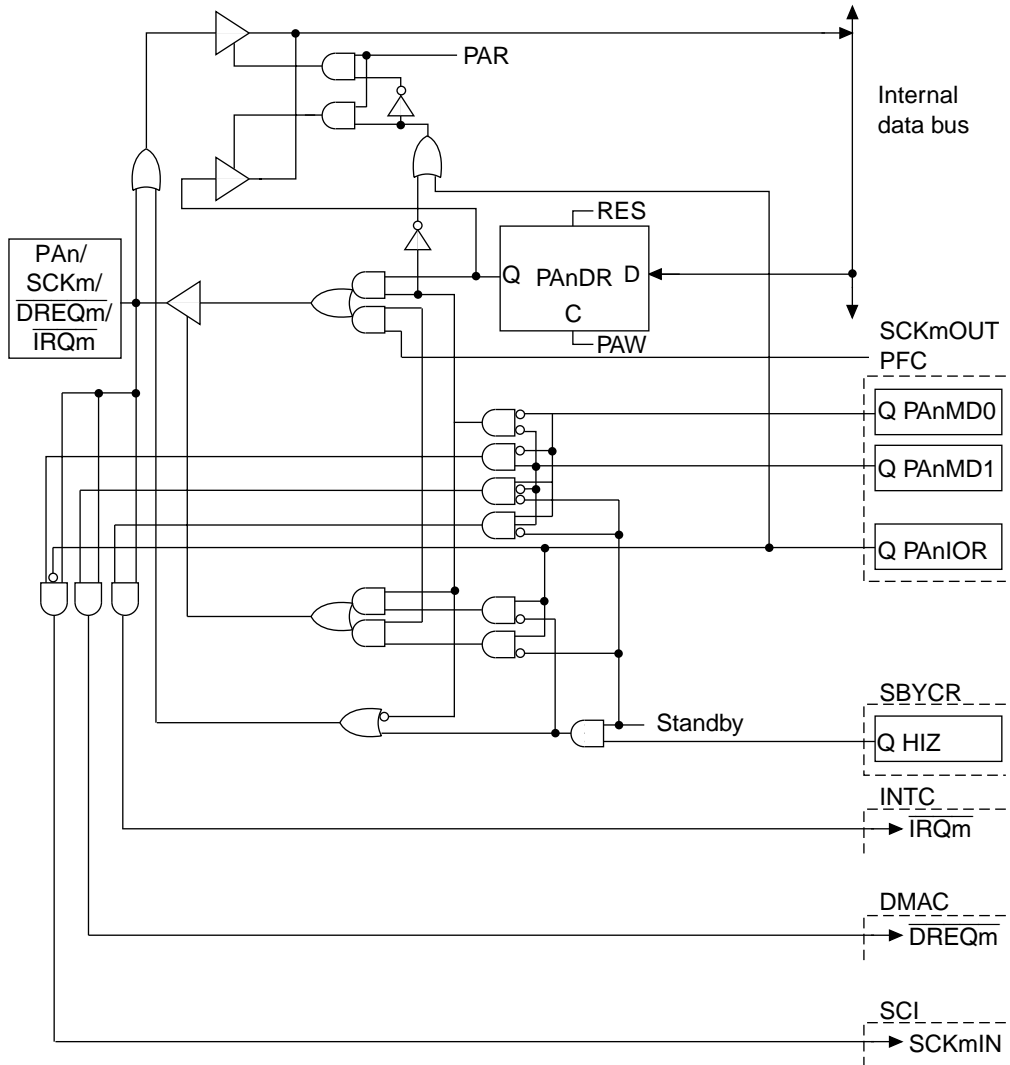 PAR
Internal
data bus
RES
PAn/
SCKm/
DREQm/
IRQm
Q PAnDR D
C
PAW
SCKmOUT
PFC
Q PAnMD0
Q PAnMD1
Q PAnIOR
SBYCR
Standby
Q HIZ
INTC
IRQm
DMAC
DREQm
SCI
SCKmIN